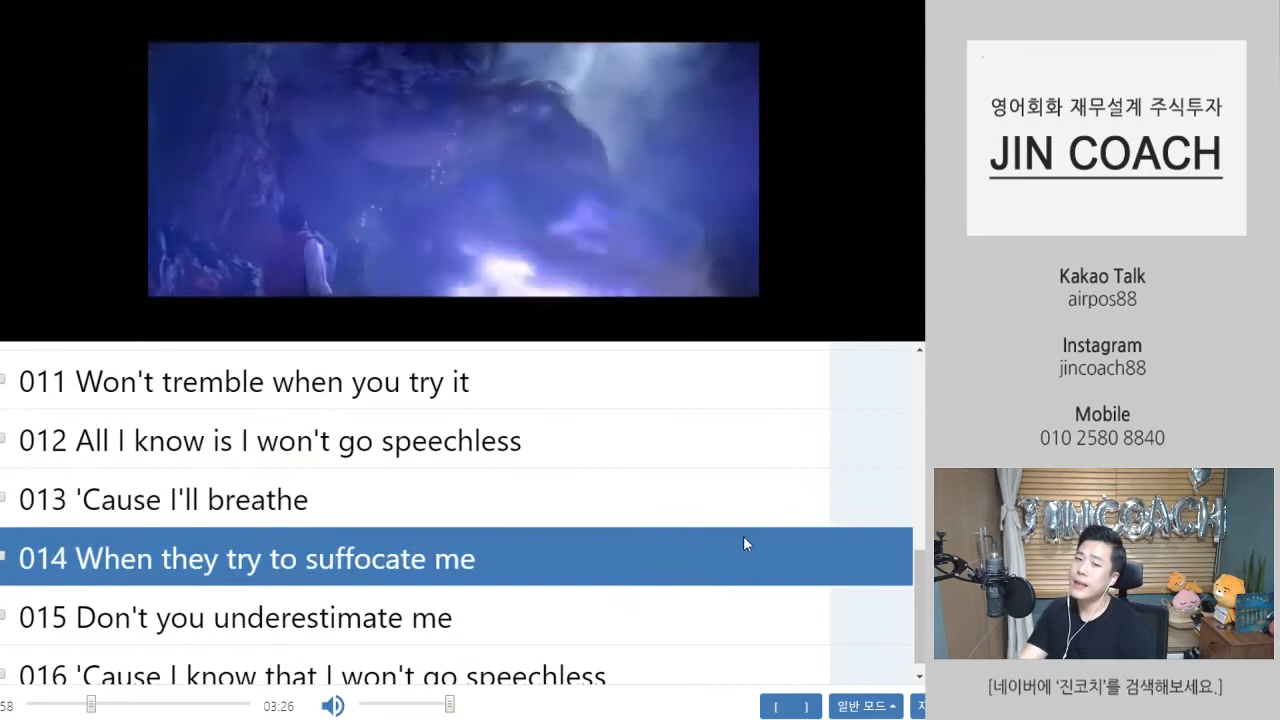 영어회화 재무설계 주식투자
JIN COACH
Kakao Talk
airpos88
Instagram
jincoach88
Mobile
010 2580 8840
011 Won't tremble when you try it
012 All I know is I won't go speechless
013 'Cause I'll breathe
014 When they try to suffocate me
015 Don't you underestimate me
016 'Cause I know that I won't go speechless
58
03:26
[ ]
일반 모드
JINCOACH
[네이버에 '진코치'를 검색해보세요.]